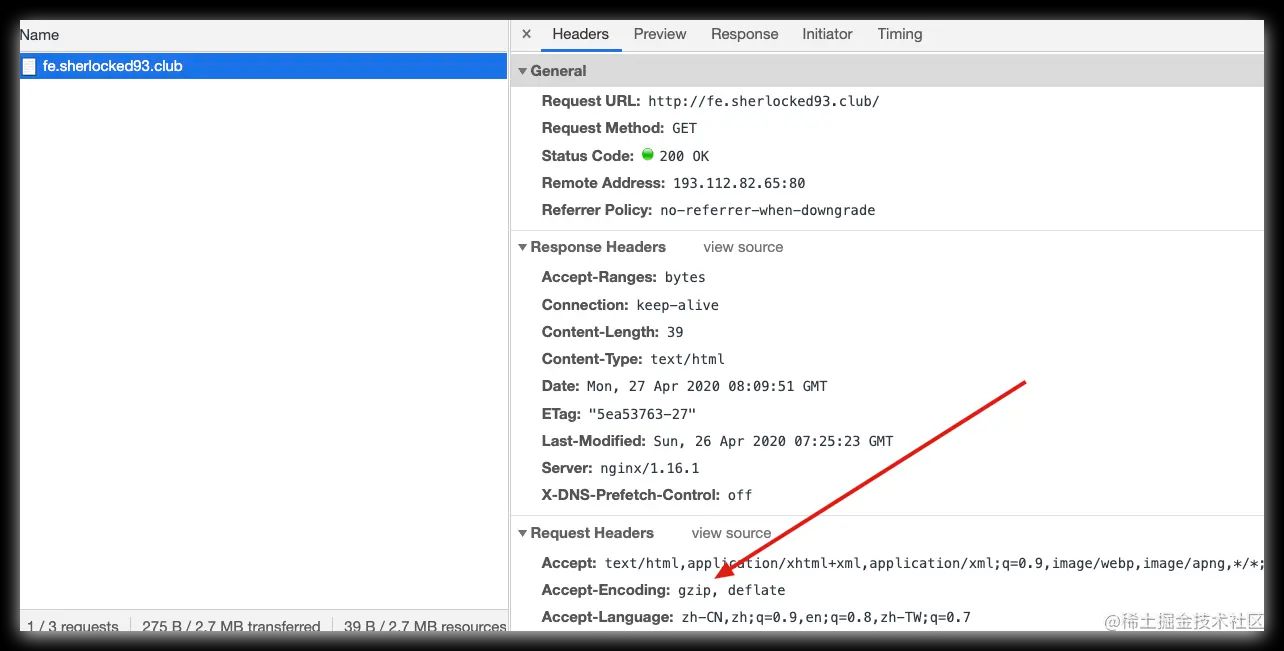 Name
fe.sherlocked93.club
× Headers Preview Response Initiator Timing
General
Request URL: http://fe.sherlocked93.club/
Request Method: GET
Status Code: 200 OK
Remote Address: 193.112.82.65:80
Referrer Policy: no-referrer-when-downgrade
Response Headers view source
Accept-Ranges: bytes
Connection: keep-alive
Content-Length: 39
Content-Type: text/html
Date: Mon, 27 Apr 2020 08:09:51 GMT
ETag: "5ea53763-27"
Last-Modified: Sun, 26 Apr 2020 07:25:23 GMT
Server: nginx/1.16.1
X-DNS-Prefetch-Control: off
Request Headers view source
Accept: text/html,application/xhtml+xml,application/xml;q=0.9,image/webp,image/apng,*/*;
Accept-Encoding: gzip, deflate
Accept-Language: zh-CN,zh;q=0.9,en;q=0.8,zh-TW;q=0.7
1 / 3 requests 275 B / 2.7 MB transferred 39 B / 2.7 MB resources
@稀土掘金技术社区